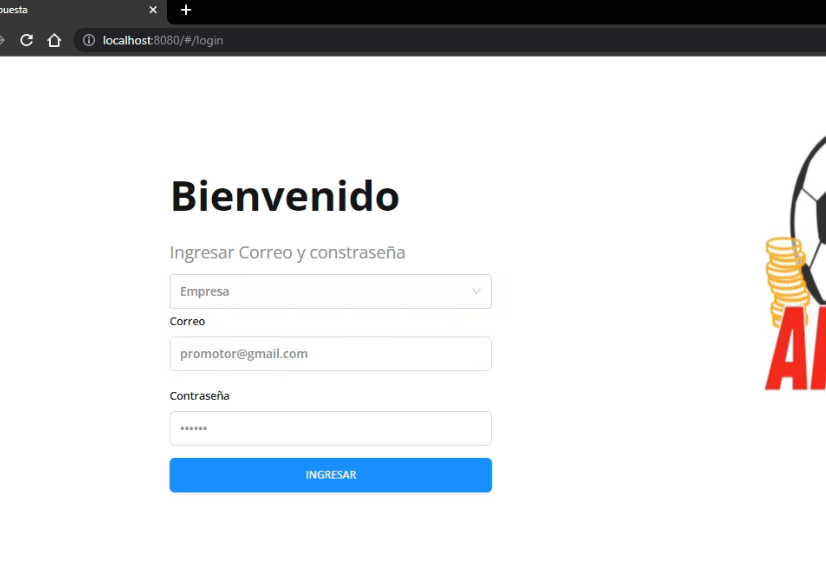 puesta
localhost:8080/#/login
Bienvenido
Ingresar Correo y constraseña
Empresa
Correo
promotor@gmail.com
Contraseña
••••••
INGRESAR